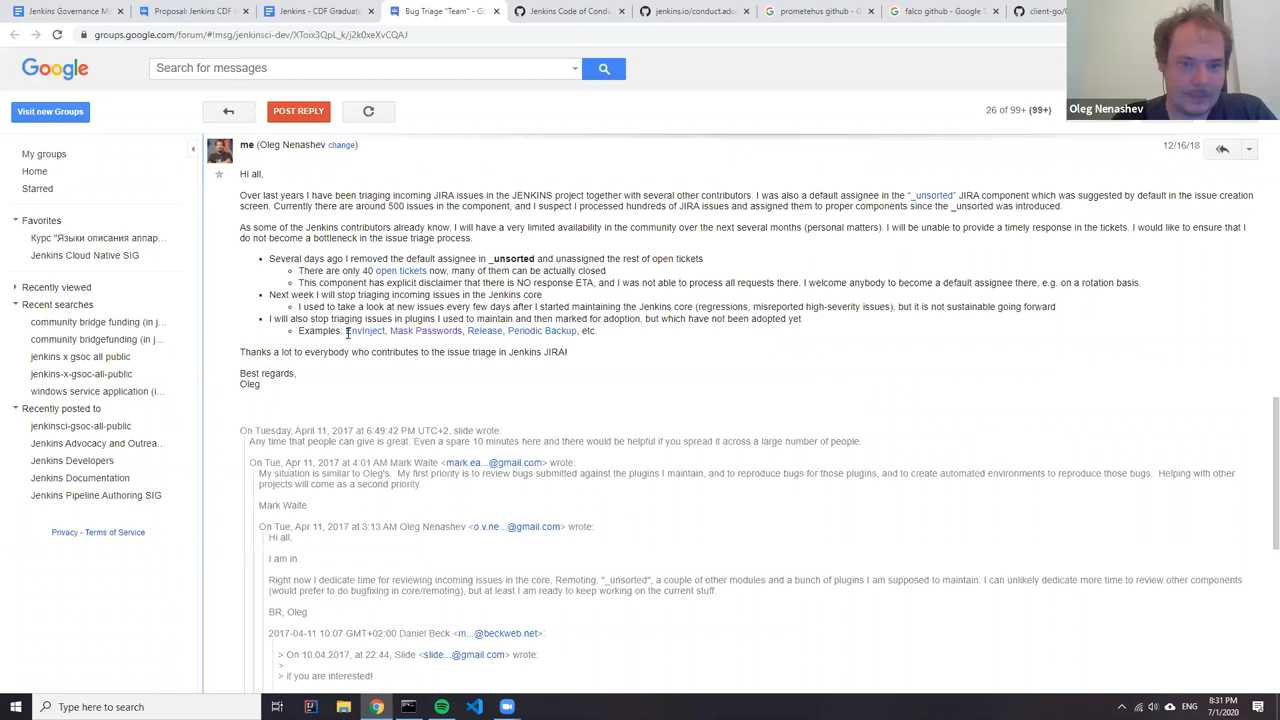 Jenkins Governance Me
Proposal: Jenkins CDF
Jenkins - CDF Graduat
Bug Triage "Team" - Go
Jenkins Code of Condu
jenkins.io/conduct.ado
prometehus github - G
falco github - Google S
client-go/
groups.google.com/forum/#!msg/jenkinsci-dev/XToix3QpL_k/j2k0xeXvCQAJ
Google
Search for messages
Oleg Nenashev
Visit new Groups
POST REPLY
26 of 99+ (99+)
My groups
Home
Starred
Favorites
Курс "Языки описания аппар...
Jenkins Cloud Native SIG
Recently viewed
Recent searches
community bridge funding (in j...
community bridgefunding (in j...
jenkins x gsoc all public
jenkins-x-gsoc-all-public
windows service application (i...
Recently posted to
jenkinsci-gsoc-all-public
Jenkins Advocacy and Outrea...
Jenkins Developers
Jenkins Documentation
Jenkins Pipeline Authoring SIG
Privacy - Terms of Service
me (Oleg Nenashev change)
12/16/18
Hi all,
Over last years I have been triaging incoming JIRA issues in the JENKINS project together with several other contributors. I was also a default assignee in the "_unsorted" JIRA component which was suggested by default in the issue creation
screen. Currently there are around 500 issues in the component, and I suspect I processed hundreds of JIRA issues and assigned them to proper components since the _unsorted was introduced.
As some of the Jenkins contributors already know, I will have a very limited availability in the community over the next several months (personal matters). I will be unable to provide a timely response in the tickets. I would like to ensure that I
do not become a bottleneck in the issue triage process.
Several days ago I removed the default assignee in _unsorted and unassigned the rest of open tickets
There are only 40 open tickets now, many of them can be actually closed
This component has explicit disclaimer that there is NO response ETA, and I was not able to process all requests there. I welcome anybody to become a default assignee there, e.g. on a rotation basis.
Next week I will stop triaging incoming issues in the Jenkins core
I used to take a look at new issues every few days after I started maintaining the Jenkins core (regressions, misreported high-severity issues), but it is not sustainable going forward
I will also stop triaging issues in plugins I used to maintain and then marked for adoption, but which have not been adopted yet
Examples: EnvInject, Mask Passwords, Release, Periodic Backup, etc.
Thanks a lot to everybody who contributes to the issue triage in Jenkins JIRA!
Best regards,
Oleg
On Tuesday, April 11, 2017 at 6:49:42 PM UTC+2, slide wrote:
Any time that people can give is great. Even a spare 10 minutes here and there would be helpful if you spread it across a large number of people.
On Tue, Apr 11, 2017 at 4:01 AM Mark Waite <mark.ea...@gmail.com> wrote:
My situation is similar to Oleg's. My first priority is to review bugs submitted against the plugins I maintain, and to reproduce bugs for those plugins, and to create automated environments to reproduce those bugs. Helping with other
projects will come as a second priority
Mark Waite
On Tue, Apr 11, 2017 at 3:13 AM Oleg Nenashev <o.v.ne...@gmail.com> wrote:
Hi all,
I am in.
Right now I dedicate time for reviewing incoming issues in the core, Remoting, "_unsorted", a couple of other modules and a bunch of plugins I am supposed to maintain. I can unlikely dedicate more time to review other components
(would prefer to do bugfixing in core/remoting), but at least I am ready to keep working on the current stuff.
BR, Oleg
2017-04-11 10:07 GMT+02:00 Daniel Beck <m...@beckweb.net>:
> On 10.04.2017, at 22:44, Slide <slide...@gmail.com> wrote:
>
> if you are interested!
Type here to search
ENG
8:31 PM
7/1/2020